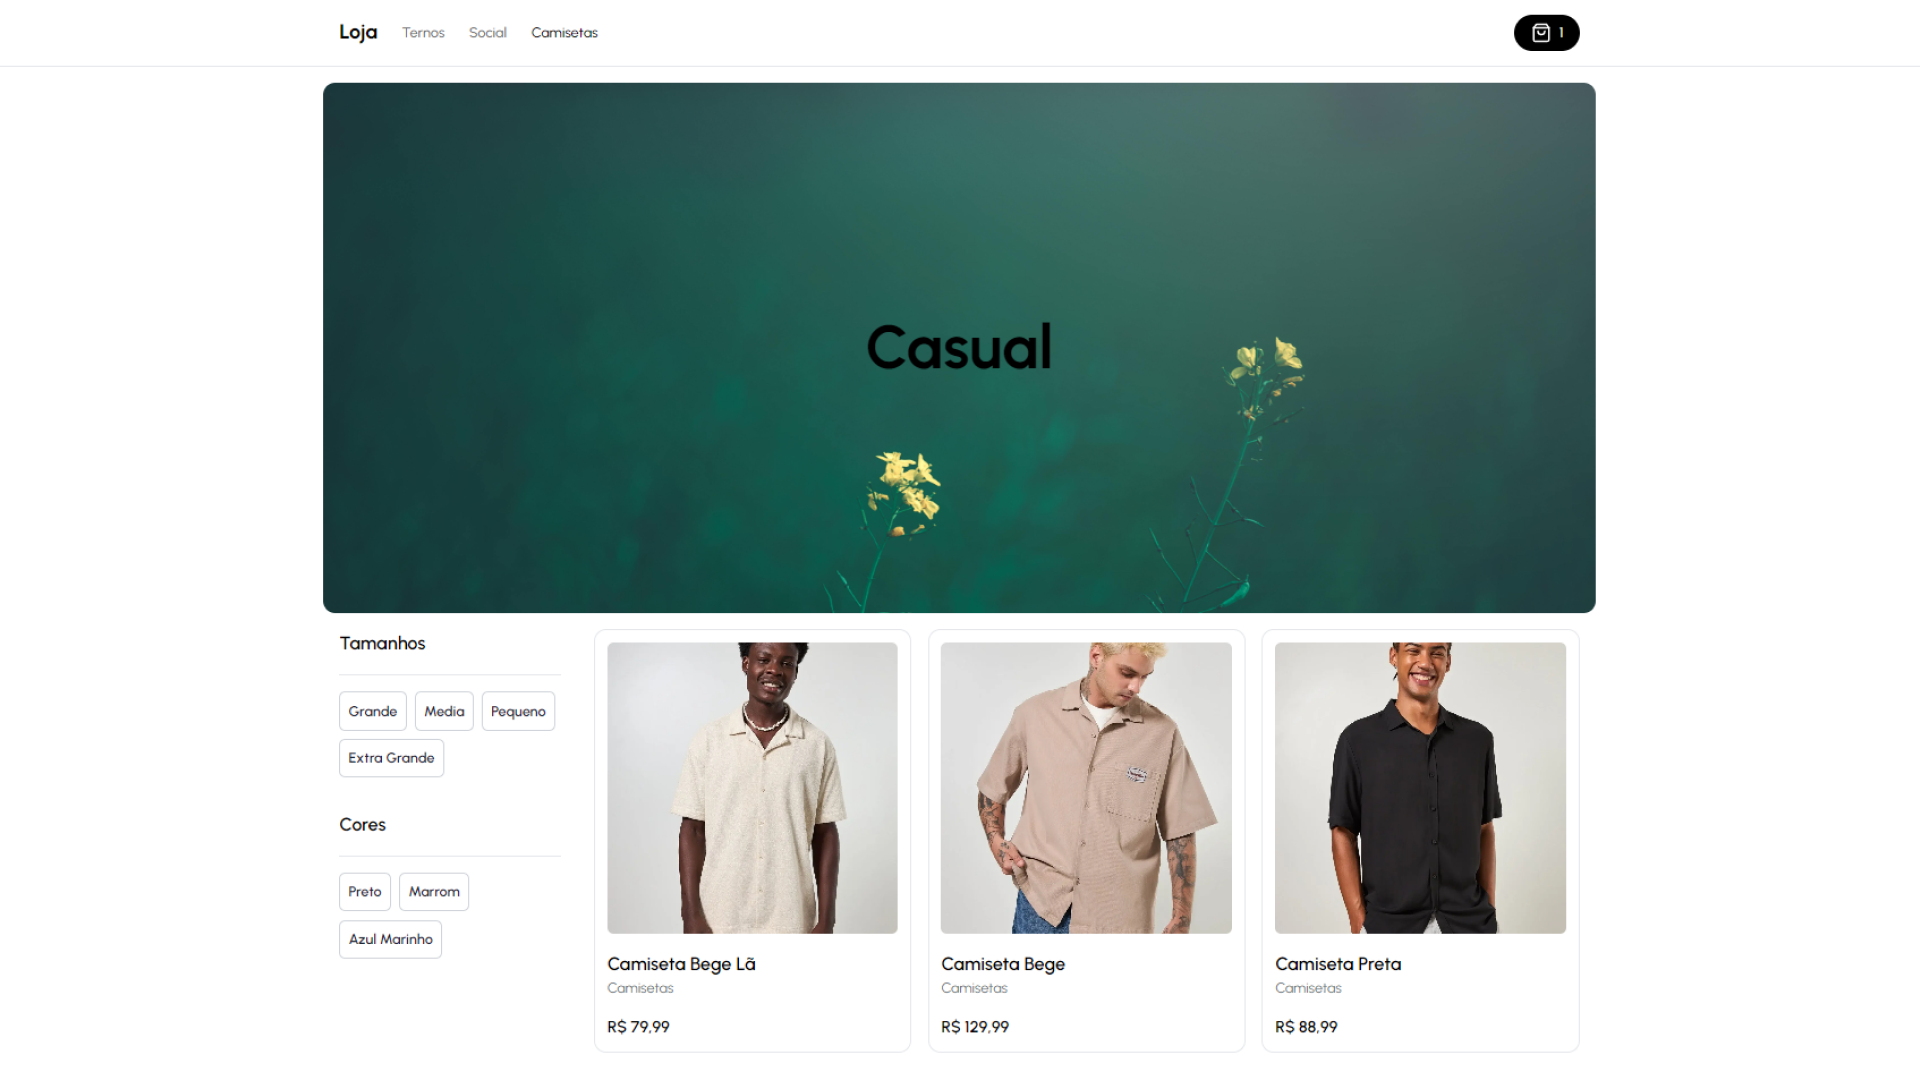 Loja Ternos Social Camisetas 1
Casual
Tamanhos
Grande Media Pequeno
Extra Grande
Cores
Preto Marrom
Azul Marinho
Camiseta Bege Lã
Camisetas
R$ 79,99
Camiseta Bege
Camisetas
R$ 129,99
Camiseta Preta
Camisetas
R$ 88,99